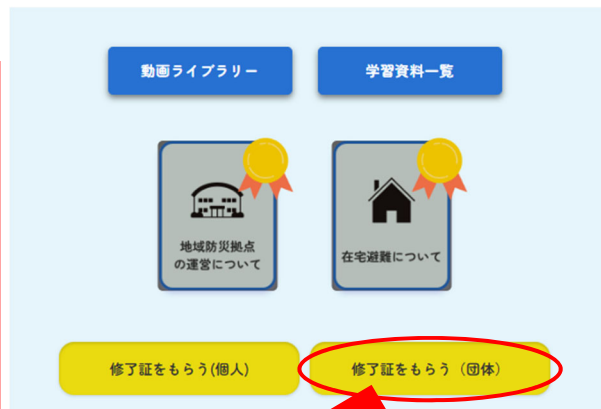 動画ライブラリー
学習資料一覧
地域防災拠点
の運営について
在宅避難について
修了証をもらう(個人)
修了証をもらう（団体）